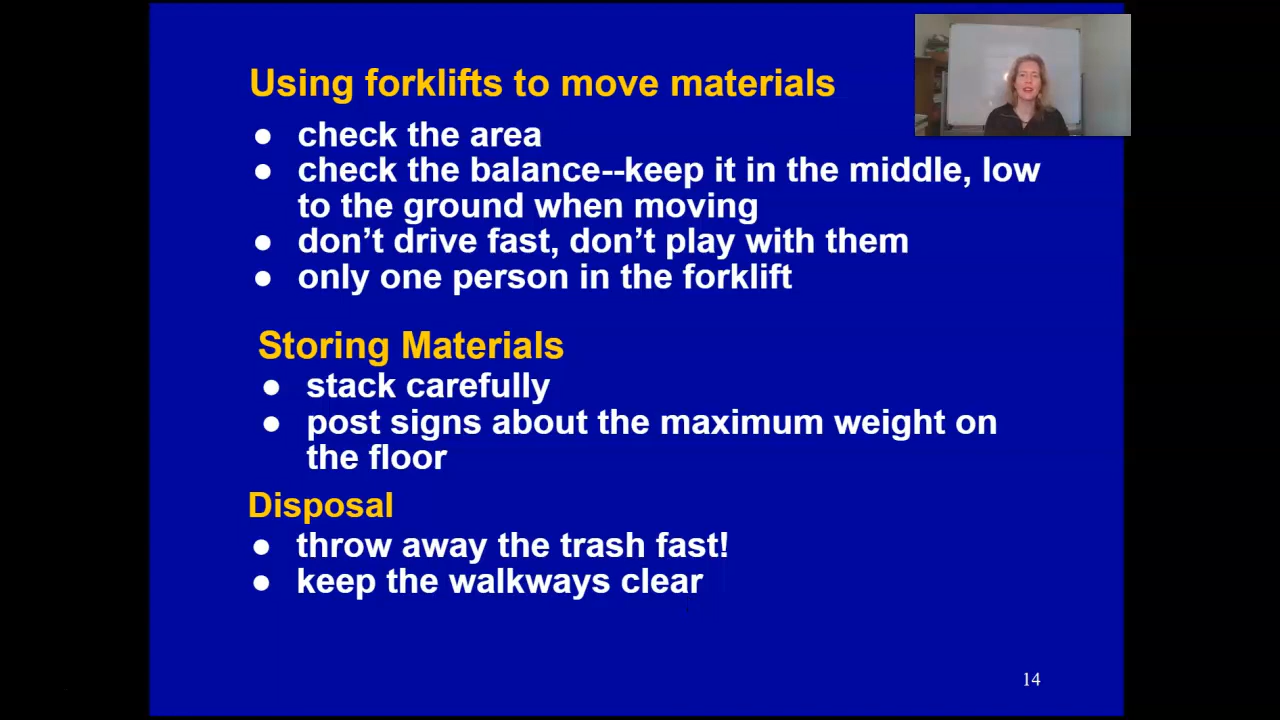 Using forklifts to move materials
● check the area
● check the balance--keep it in the middle, low
to the ground when moving
● don’t drive fast, don’t play with them
● only one person in the forklift
Storing Materials
● stack carefully
● post signs about the maximum weight on
the floor
Disposal
● throw away the trash fast!
● keep the walkways clear
14